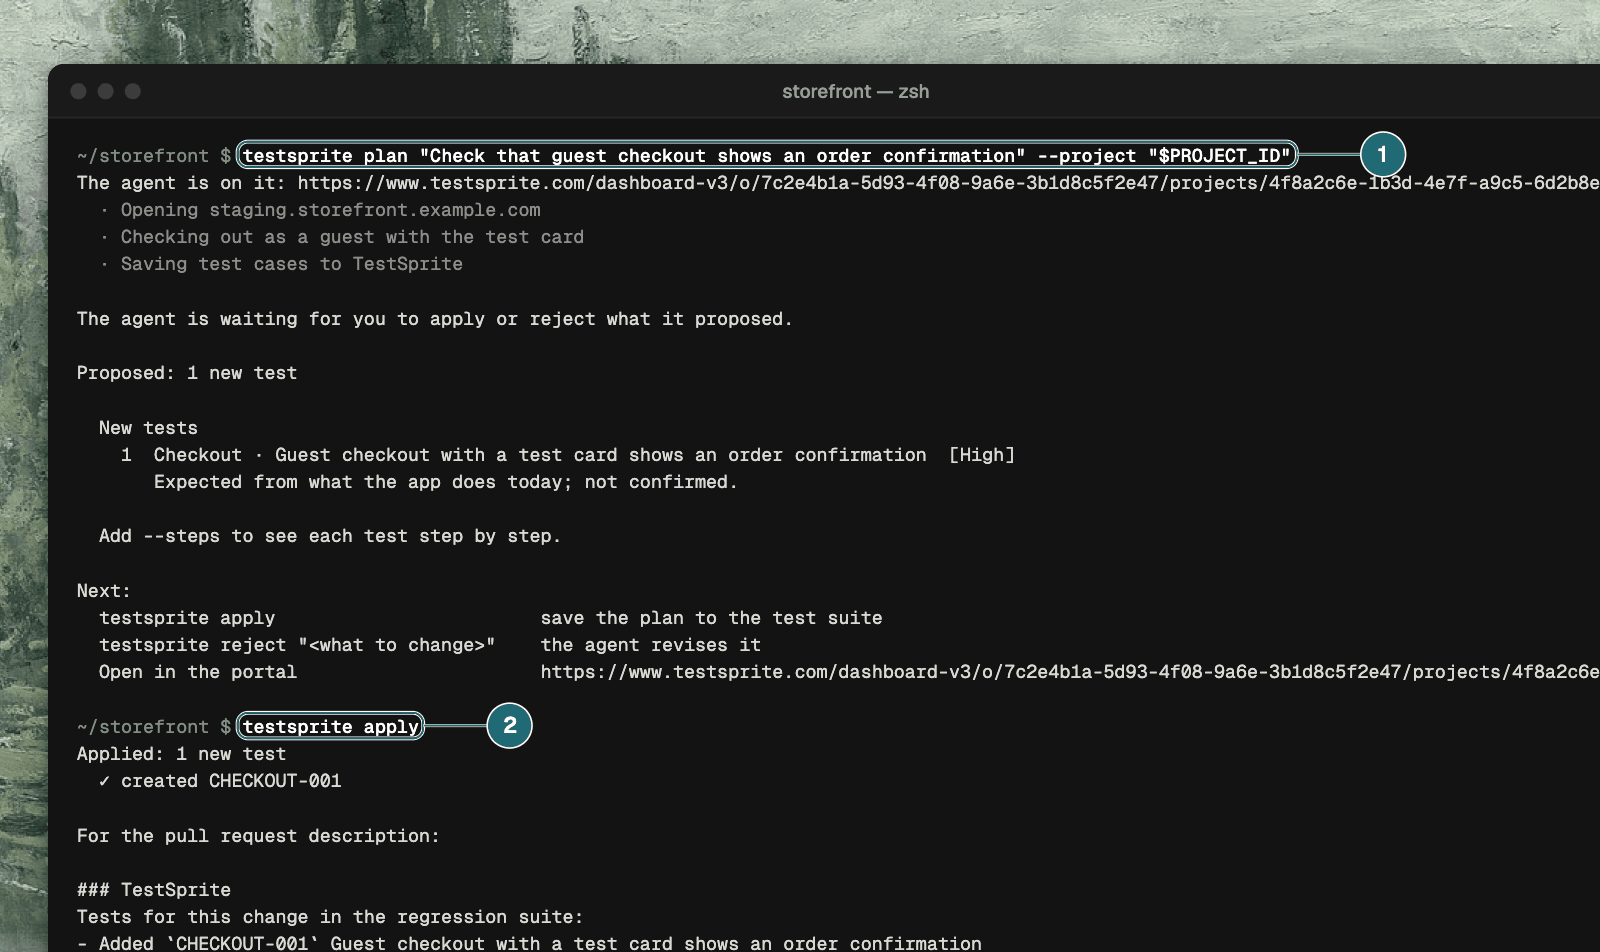 storefront — zsh
~/storefront $ testsprite plan "Check that guest checkout shows an order confirmation" --project "$PROJECT_ID"
1
The agent is on it: https://www.testsprite.com/dashboard-v3/o/7c2e4b1a-5d93-4f08-9a6e-3b1d8c5f2e47/projects/4f8a2c6e-1b3d-4e7f-a9c5-6d2b8e
· Opening staging.storefront.example.com
· Checking out as a guest with the test card
· Saving test cases to TestSprite
The agent is waiting for you to apply or reject what it proposed.
Proposed: 1 new test
New tests
1 Checkout · Guest checkout with a test card shows an order confirmation [High]
Expected from what the app does today; not confirmed.
Add --steps to see each test step by step.
Next:
testsprite apply save the plan to the test suite
testsprite reject "<what to change>" the agent revises it
Open in the portal https://www.testsprite.com/dashboard-v3/o/7c2e4b1a-5d93-4f08-9a6e-3b1d8c5f2e47/projects/4f8a2c6e
~/storefront $ testsprite apply
2
Applied: 1 new test
✓ created CHECKOUT-001
For the pull request description:
### TestSprite
Tests for this change in the regression suite:
- Added `CHECKOUT-001` Guest checkout with a test card shows an order confirmation